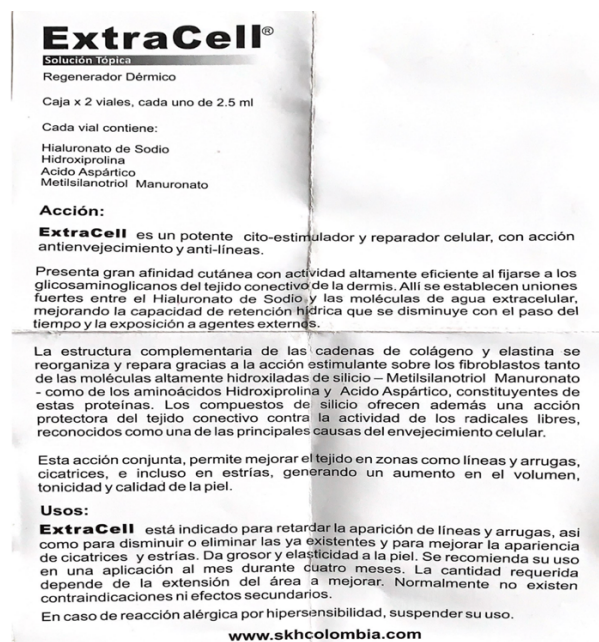 ExtraCell®
Solución Tópica
Regenerador Dérmico
Caja x 2 viales, cada uno de 2.5 ml
Cada vial contiene:
Hialuronato de Sodio
Hidroxiprolina
Acido Aspártico
Metilsilanotriol Manuronato
Acción:
ExtraCell es un potente cito-estimulador y reparador celular, con acción
antienvejecimiento y anti-líneas.
Presenta gran afinidad cutánea con actividad altamente eficiente al fijarse a los
glicosaminoglicanos del tejido conectivo de la dermis. Allí se establecen uniones
fuertes entre el Hialuronato de Sodio y las moléculas de agua extracelular,
mejorando la capacidad de retención hídrica que se disminuye con el paso del
tiempo y la exposición a agentes externos.
La estructura complementaria de las cadenas de colágeno y elastina se
reorganiza y repara gracias a la acción estimulante sobre los fibroblastos tanto
de las moléculas altamente hidroxiladas de silicio – Metilsilanotriol Manuronato
- como de los aminoácidos Hidroxiprolina y Acido Aspártico, constituyentes de
estas proteínas. Los compuestos de silicio ofrecen además una acción
protectora del tejido conectivo contra la actividad de los radicales libres,
reconocidos como una de las principales causas del envejecimiento celular.
Esta acción conjunta, permite mejorar el tejido en zonas como líneas y arrugas,
cicatrices, e incluso en estrías, generando un aumento en el volumen,
tonicidad y calidad de la piel.
Usos:
ExtraCell está indicado para retardar la aparición de líneas y arrugas, asi
como para disminuir o eliminar las ya existentes y para mejorar la apariencia
de cicatrices y estrías. Da grosor y elasticidad a la piel. Se recomienda su uso
en una aplicación al mes durante cuatro meses. La cantidad requerida
depende de la extensión del área a mejorar. Normalmente no existen
contraindicaciones ni efectos secundarios.
En caso de reacción alérgica por hipersensibilidad, suspender su uso.
www.skhcolombia.com